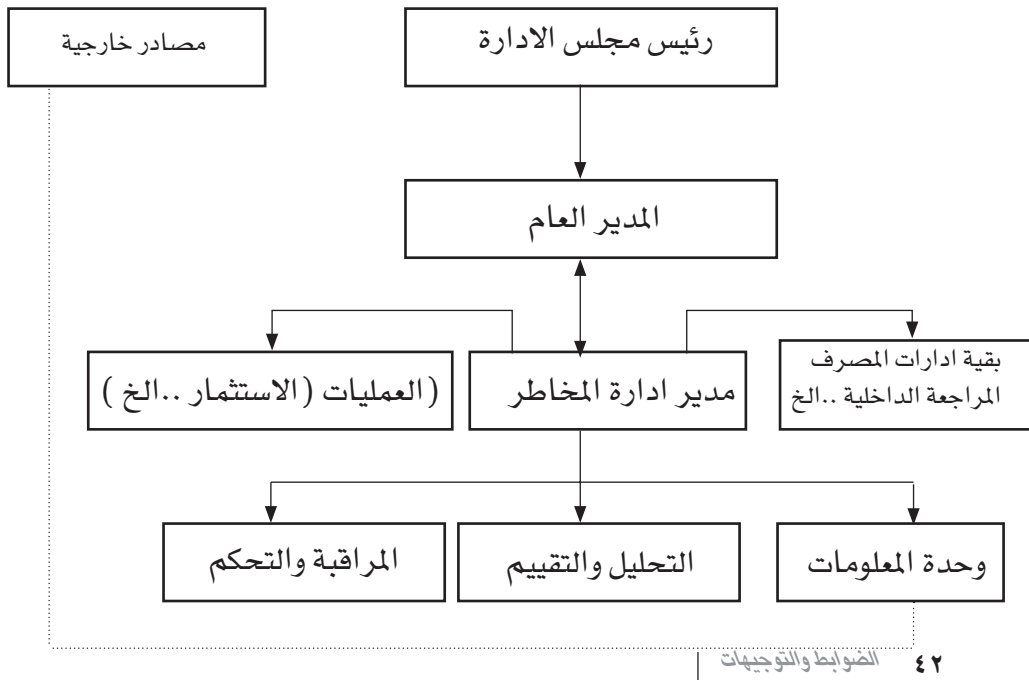 رئيس مجلس الادارة
مصادر خارجية
المدير العام
بقية ادارات المصرف
المراجعة الداخلية ..الخ
مدير ادارة المخاطر
العمليات (الاستثمار ..الخ )
وحدة المعلومات
التحليل والتقييم
المراقبة والتحكم
٤٢ الضوابط والتوجيهات